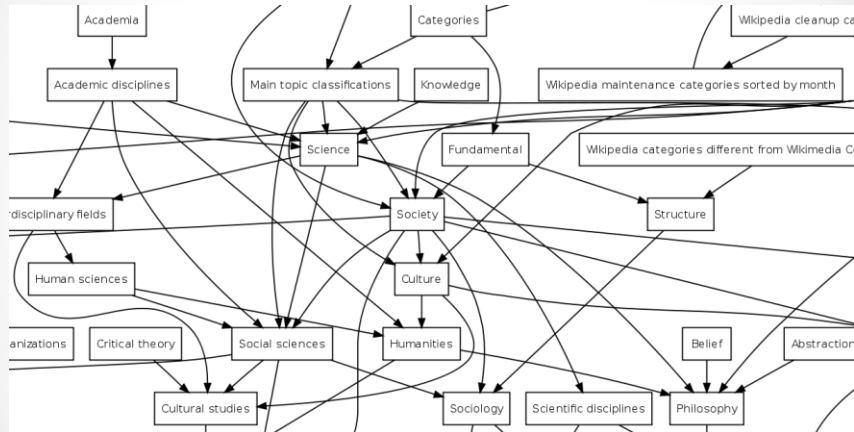 Academia
Categories
Wikipedia cleanup ca
Academic disciplines
Main topic classifications
Knowledge
Wikipedia maintenance categories sorted by month
Science
Fundamental
Wikipedia categories different from Wikimedia Co
rdisciplinary fields
Society
Structure
Human sciences
Culture
anizations
Critical theory
Social sciences
Humanities
Belief
Abstraction
Cultural studies
Sociology
Scientific disciplines
Philosophy